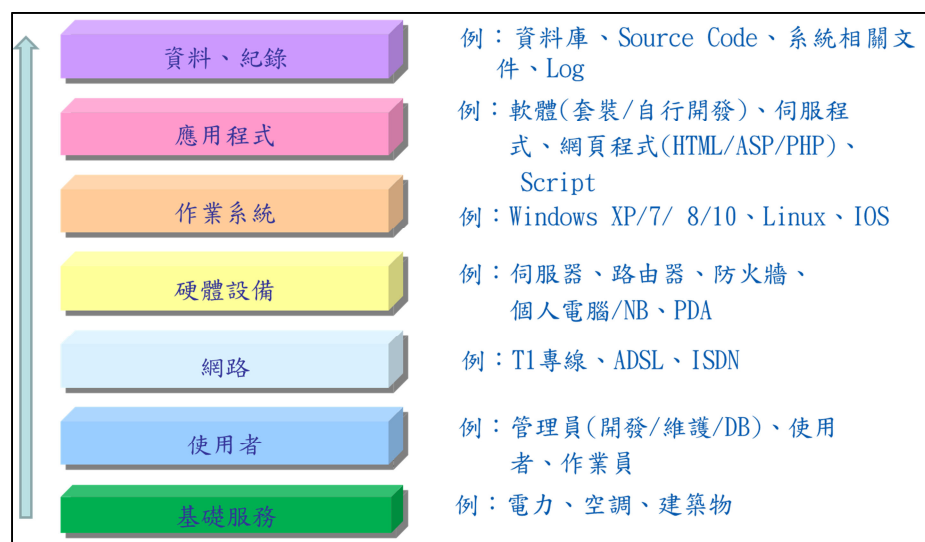 資料、紀錄
例：資料庫、Source Code、系統相關文
件、Log
應用程式
例：軟體(套裝/自行開發)、伺服程
式、網頁程式(HTML/ASP/PHP)、
Script
作業系統
例：Windows XP/7/ 8/10、Linux、IOS
硬體設備
例：伺服器、路由器、防火牆、
個人電腦/NB、PDA
網路
例：T1專線、ADSL、ISDN
使用者
例：管理員(開發/維護/DB)、使用
者、作業員
基礎服務
例：電力、空調、建築物